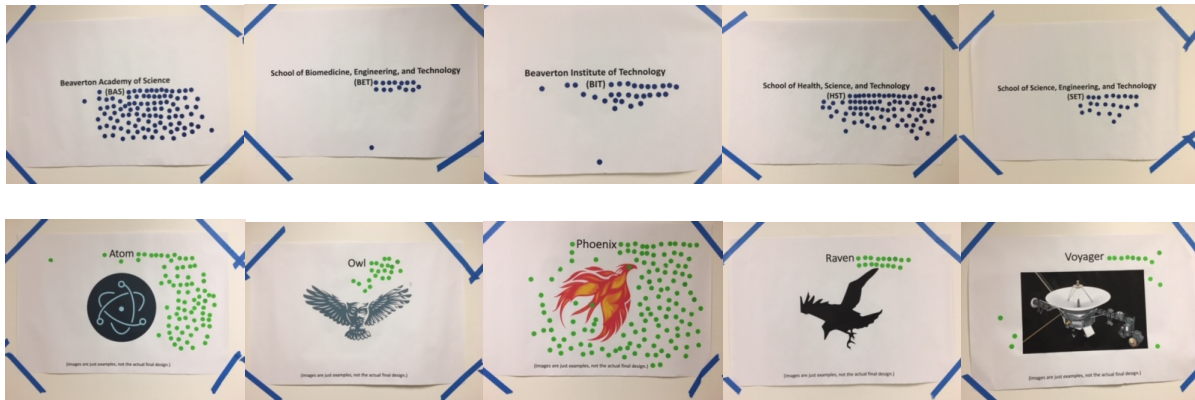 Beaverton Academy of Science
(BAS)
School of Biomedicine, Engineering, and Technology
(BET)
Beaverton Institute of Technology
(BIT)
School of Health, Science, and Technology
(HST)
School of Science, Engineering, and Technology
(SET)
Atom
(Images are just examples, not the actual final design.)
Owl
(Images are just examples, not the actual final design.)
Phoenix
(Images are just examples, not the actual final design.)
Raven
(Images are just examples, not the actual final design.)
Voyager
(Images are just examples, not the actual final design.)